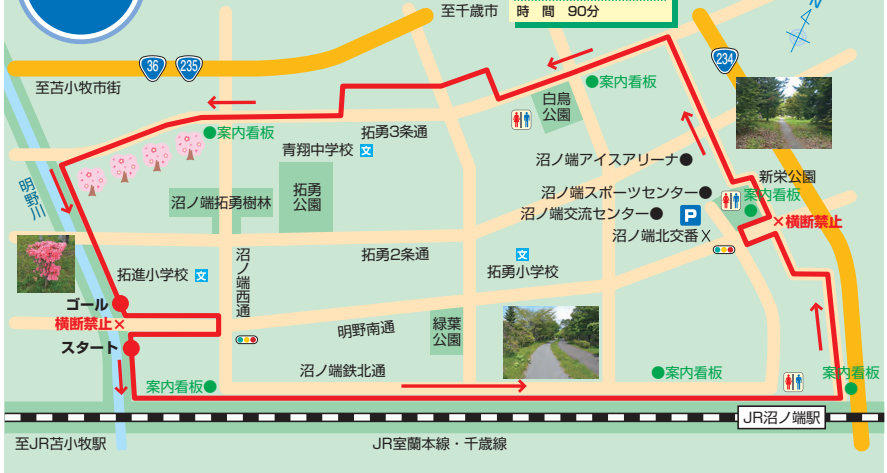 至千歳市
時 間 90分
N
36
235
234
至苫小牧市街
案内看板
白鳥
公園
案内看板
拓勇3条通
青翔中学校 文
沼ノ端アイスアリーナ
新栄公園
明野川
沼ノ端拓勇樹林
拓勇
公園
沼ノ端スポーツセンター
案内看板
沼ノ端交流センター
P
×横断禁止
沼ノ端北交番X
拓勇2条通
沼ノ端西通
拓進小学校 文
文
拓勇小学校
ゴール
横断禁止×
スタート
明野南通
緑葉
公園
沼ノ端鉄北通
案内看板
案内看板
案内看板
JR沼ノ端駅
至JR苫小牧駅
JR室蘭本線・千歳線